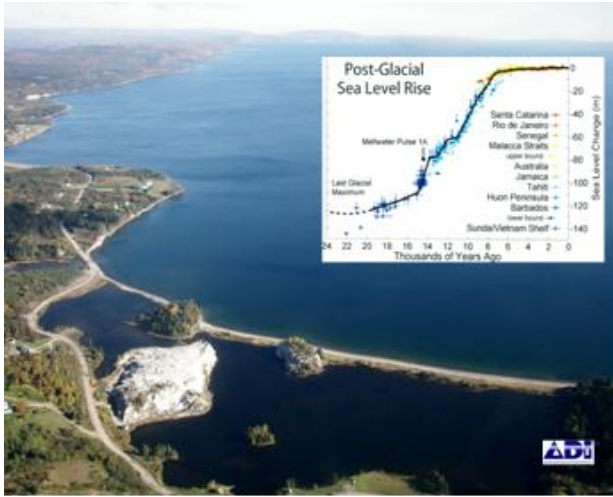 Post-Glacial
Sea Level Rise
Meltwater Pulse 1A
Last Glacial
Maximum
Santa Catarina
Rio de Janeiro
Senegal
Malacca Straits
upper bound
Australia
Jamaica
Tahiti
Huon Peninsula
Barbados
lower bound
Sunda/Vietnam Shelf
0
-20
-40
-60
-80
-100
-120
-140
Sea Level Change (m)
24 22 20 18 16 14 12 10 8 6 4 2 0
Thousands of Years Ago
ADI